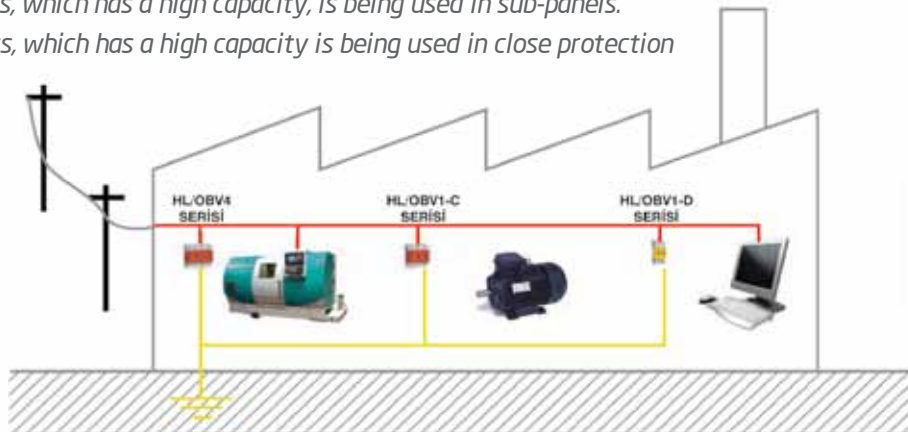 s, which has a high capacity, is being used in sub-panels.
s, which has a high capacity is being used in close protection
HL/OBV4
SERİSİ
HL/OBV1-C
SERİSİ
HL/OBV1-D
SERİSİ